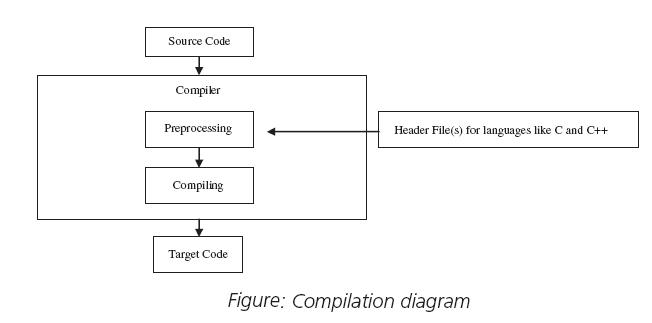 Source Code
Compiler
Preprocessing
Header File(s) for languages like C and C++
Compiling
Target Code
Figure: Compilation diagram